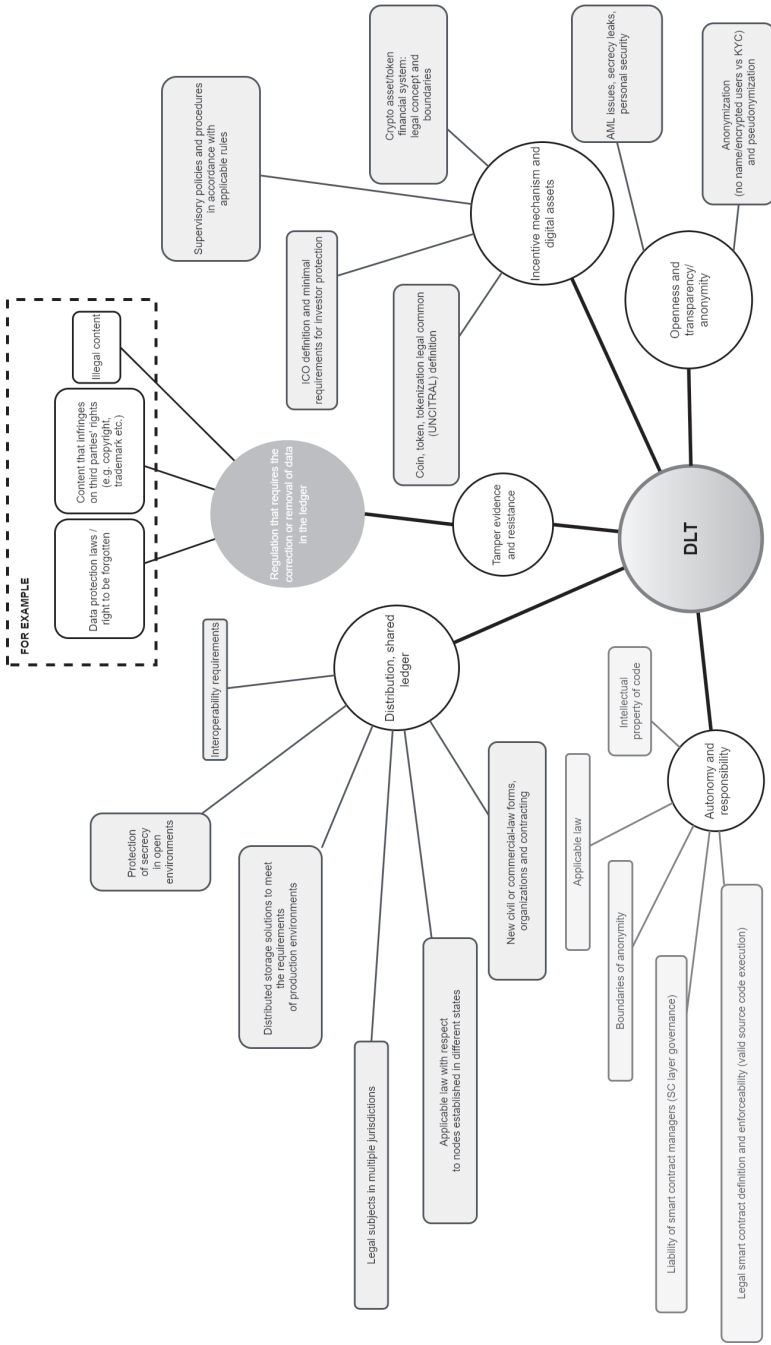 FOR EXAMPLE
Data protection laws /
right to be forgotten
Content that infringes
on third parties' rights
(e.g. copyright,
trademark etc.)
Illegal content
Regulation that requires the
correction or removal of data
in the ledger
Tamper evidence
and resistance
DLT
Supervisory policies and procedures
in accordance with
applicable rules
ICO definition and minimal
requirements for investor protection
Crypto asset/token
financial system:
legal concept and
boundaries
Coin, token, tokenization legal common
(UNCITRAL) definition
Incentive mechanism and
digital assets
AML issues, secrecy leaks,
personal security
Anonymization
(no name/encrypted users vs KYC)
and pseudonymization
Openness and
transparency/
anonymity
Interoperability requirements
Protection
of secrecy
in open
environments
Distributed storage solutions to meet
the requirements
of production environments
Legal subjects in multiple jurisdictions
Applicable law with respect
to nodes established in different states
New civil or commercial-law forms,
organizations and contracting
Distribution, shared
ledger
Intellectual
property of code
Applicable law
Boundaries of anonymity
Liability of smart contract managers (SC layer governance)
Legal smart contract definition and enforceability (valid source code execution)
Autonomy and
responsibility